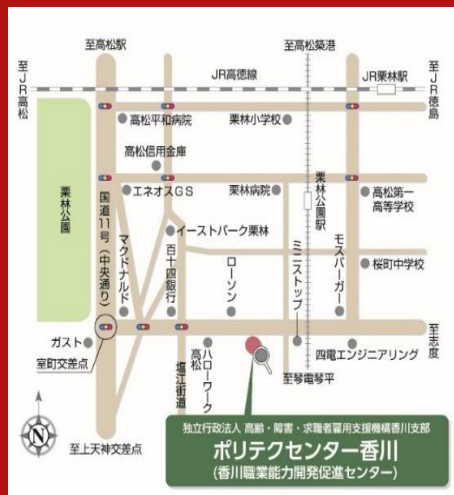 至高松駅
至高松築港
至JR高松
JR高徳線
JR栗林駅
至JR徳島
高松平和病院
栗林小学校
高松信用金庫
栗林公園
国道11号（中央通り）
エネオスGS
栗林病院
栗林公園駅
高松第一
高等学校
マクドナルド
百十四銀行
イーストパーク栗林
ローソン
ミニストップ
モスバーガー
桜町中学校
ガスト
室町交差点
塩江街道
ハローワーク
高松
四電エンジニアリング
至志度
至琴電琴平
N
至上天神交差点
独立行政法人 高齢・障害・求職者雇用支援機構香川支部
ポリテクセンター香川
(香川職業能力開発促進センター)